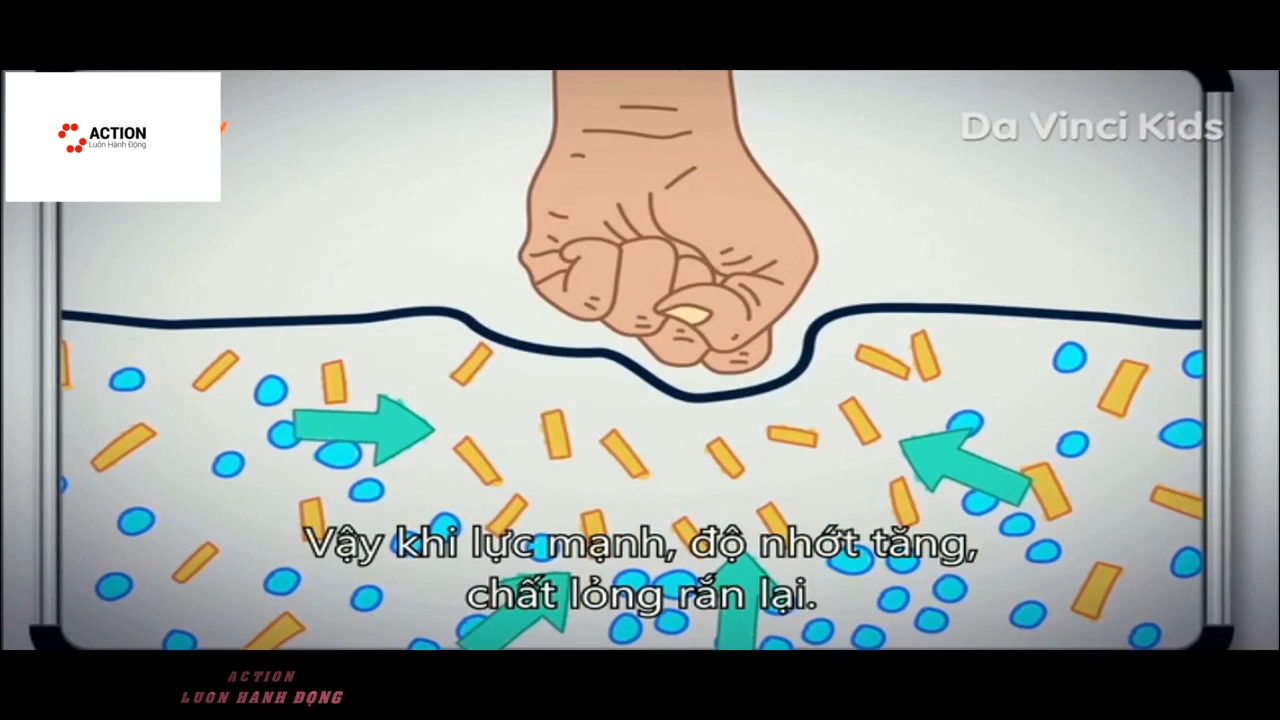 Da Vinci Kids
ACTION
Luôn Hành Động
Vậy khi lực mạnh, độ nhớt tăng,
chất lỏng rắn lại.
ACTION
LUON HANH ĐỘNG